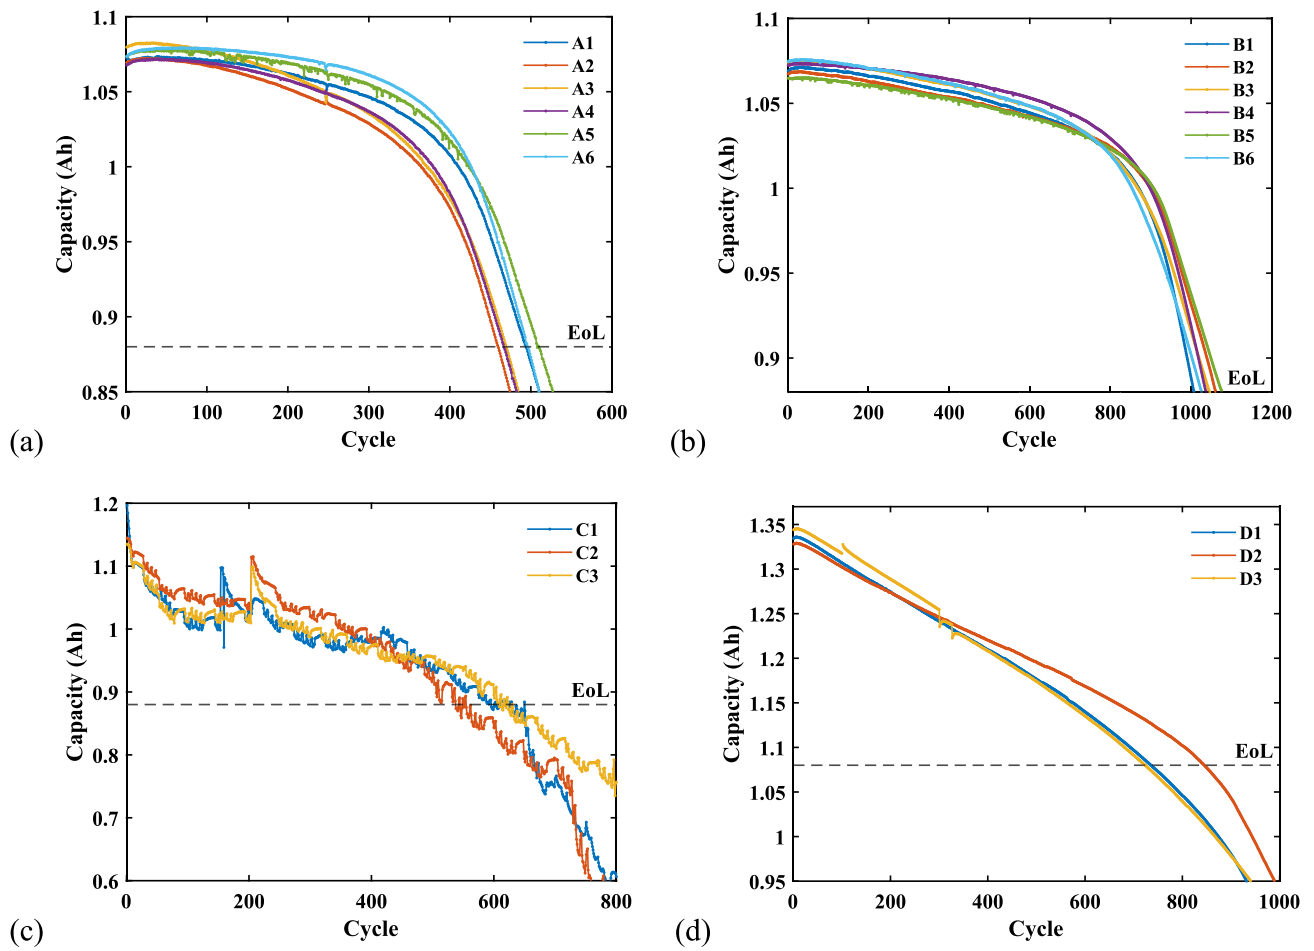 1.1
1.05
1
0.95
0.9
0.85
0 100 200 300 400 500 600
Capacity (Ah)
Cycle
A1
A2
A3
A4
A5
A6
EoL
(a)
1.1
1.05
1
0.95
0.9
0 200 400 600 800 1000 1200
Capacity (Ah)
Cycle
B1
B2
B3
B4
B5
B6
EoL
(b)
1.2
1.1
1
0.9
0.8
0.7
0.6
0 200 400 600 800
Capacity (Ah)
Cycle
C1
C2
C3
EoL
(c)
1.35
1.3
1.25
1.2
1.15
1.1
1.05
1
0.95
0 200 400 600 800 1000
Capacity (Ah)
Cycle
D1
D2
D3
EoL
(d)